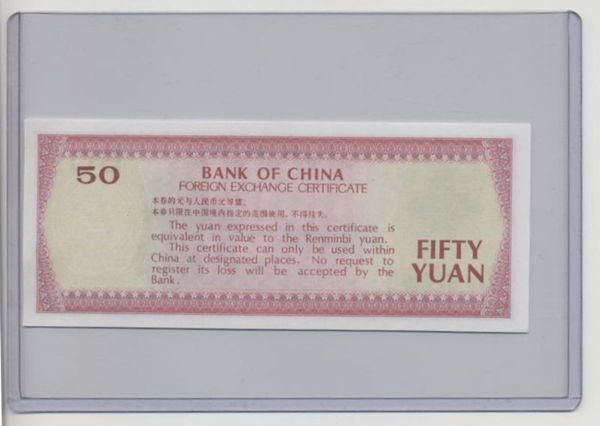 50
BANK OF CHINA
FOREIGN EXCHANGE CERTIFICATE
本券的元与人民币元等值。
本券只限在中国境内指定的范围使用，不得挂失。
The yuan expressed in this certificate is
equivalent in value to the Renminbi yuan.
This certificate can only be used within
China at designated places. No request to
register its loss will be accepted by the
Bank.
FIFTY
YUAN